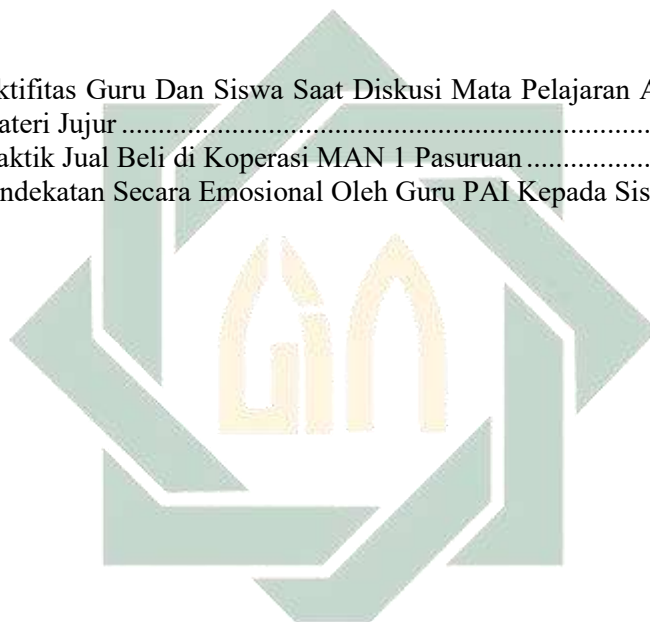 ktifitas Guru Dan Siswa Saat Diskusi Mata Pelajaran A
ateri Jujur ..............................................................
aktik Jual Beli di Koperasi MAN 1 Pasuruan ..................
ndekatan Secara Emosional Oleh Guru PAI Kepada Sis